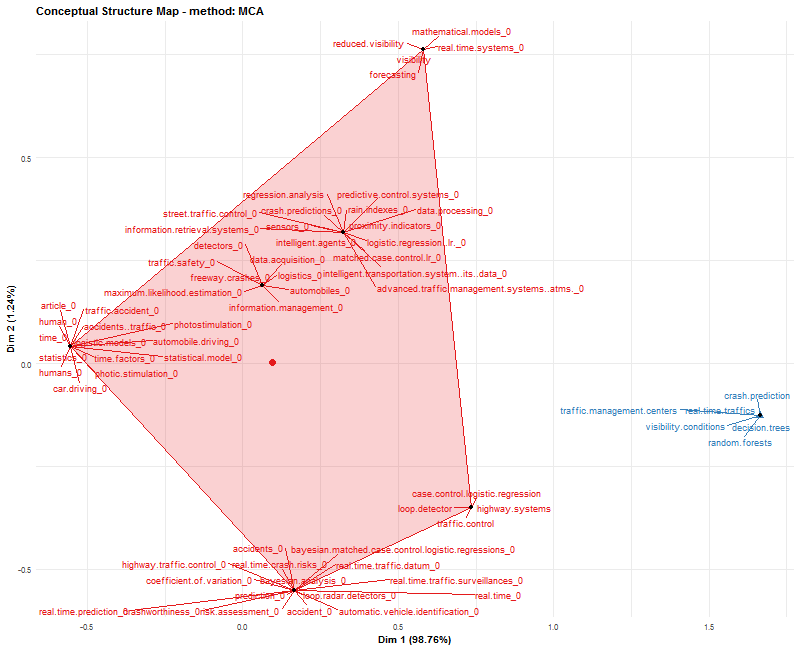 Conceptual Structure Map - method: MCA
mathematical.models_0
reduced.visibility
real.time.systems_0
visibility
forecasting
0.5
regression.analysis
predictive.control.systems_0
street.traffic.control_0
crash.predictions_0
rain.indexes_0
data.processing_0
information.retrieval.systems_0
sensors_0
proximity.indicators_0
detectors_0
intelligent.agents_0
logistic.regression.lr._0
traffic.safety_0
data.acquisition_0
matched.case.control.lr_0
freeway.crashes_0
logistics_0
intelligent.transportation.system..its..data_0
maximum.likelihood.estimation_0
automobiles_0
advanced.traffic.management.systems..atms._0
information.management_0
article_0
traffic.accident_0
human_0
accidents..traffic_0
photostimulation_0
time_0
automobile.driving_0
statistics_0
time.factors_0
statistical.model_0
humans_0
photic.stimulation_0
car.driving_0
0.0
Dim 2 (1.24%)
crash.prediction
traffic.management.centers
real.time.traffics
visibility.conditions
decision.trees
random.forests
case.control.logistic.regression
loop.detector
highway.systems
traffic.control
accidents_0
bayesian.matched.case.control.logistic.regressions_0
highway.traffic.control_0
real.time.crash.risks_0
real.time.traffic.datum_0
coefficient.of.variation_0
bayesian.analysis_0
real.time.traffic.surveillances_0
prediction_0
loop.radar.detectors_0
real.time_0
real.time.prediction_0
crashworthiness_0
risk.assessment_0
accident_0
automatic.vehicle.identification_0
-0.5
-0.5
0.0
0.5
1.0
1.5
Dim 1 (98.76%)